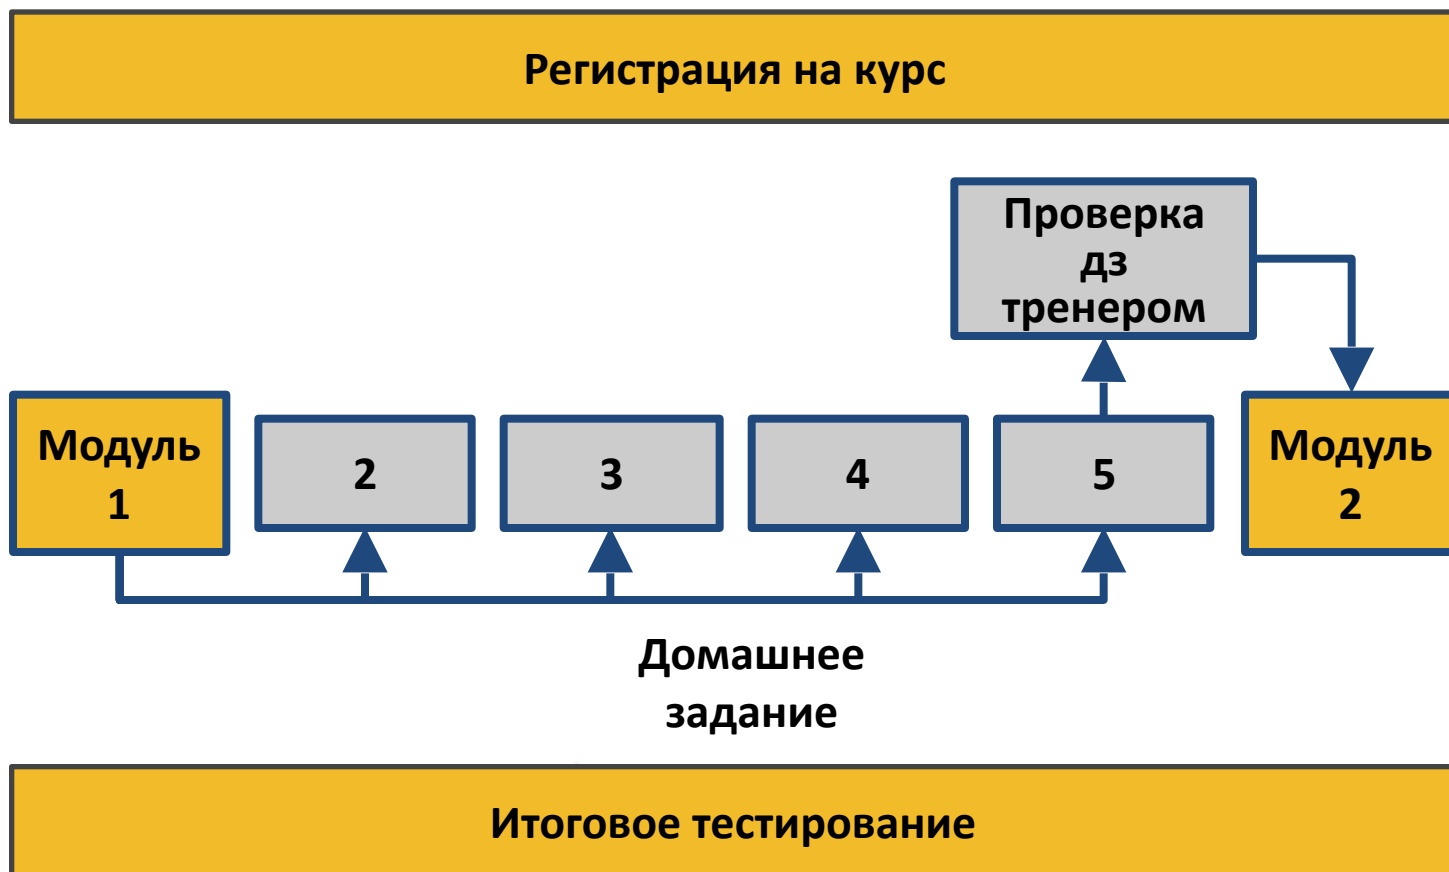 Регистрация на курс
Проверка
дз
тренером
Модуль
1
2
3
4
5
Модуль
2
Домашнее
задание
Итоговое тестирование